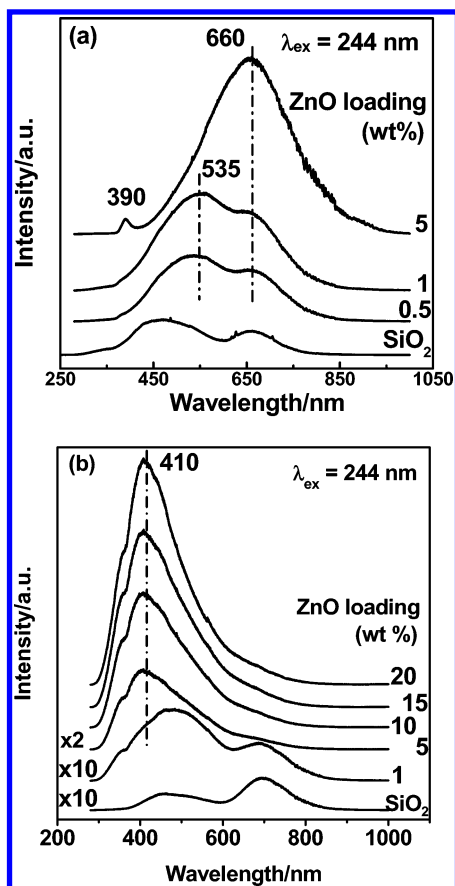 (a)
660
λex = 244 nm
ZnO loading
(wt%)
535
390
5
1
0.5
SiO2
Intensity/a.u.
250 450 650 850 1050
Wavelength/nm
(b)
410
λex = 244 nm
ZnO loading
(wt %)
20
15
10
x2
5
x10
1
x10
SiO2
Intensity/a.u.
200 400 600 800 1000
Wavelength/nm